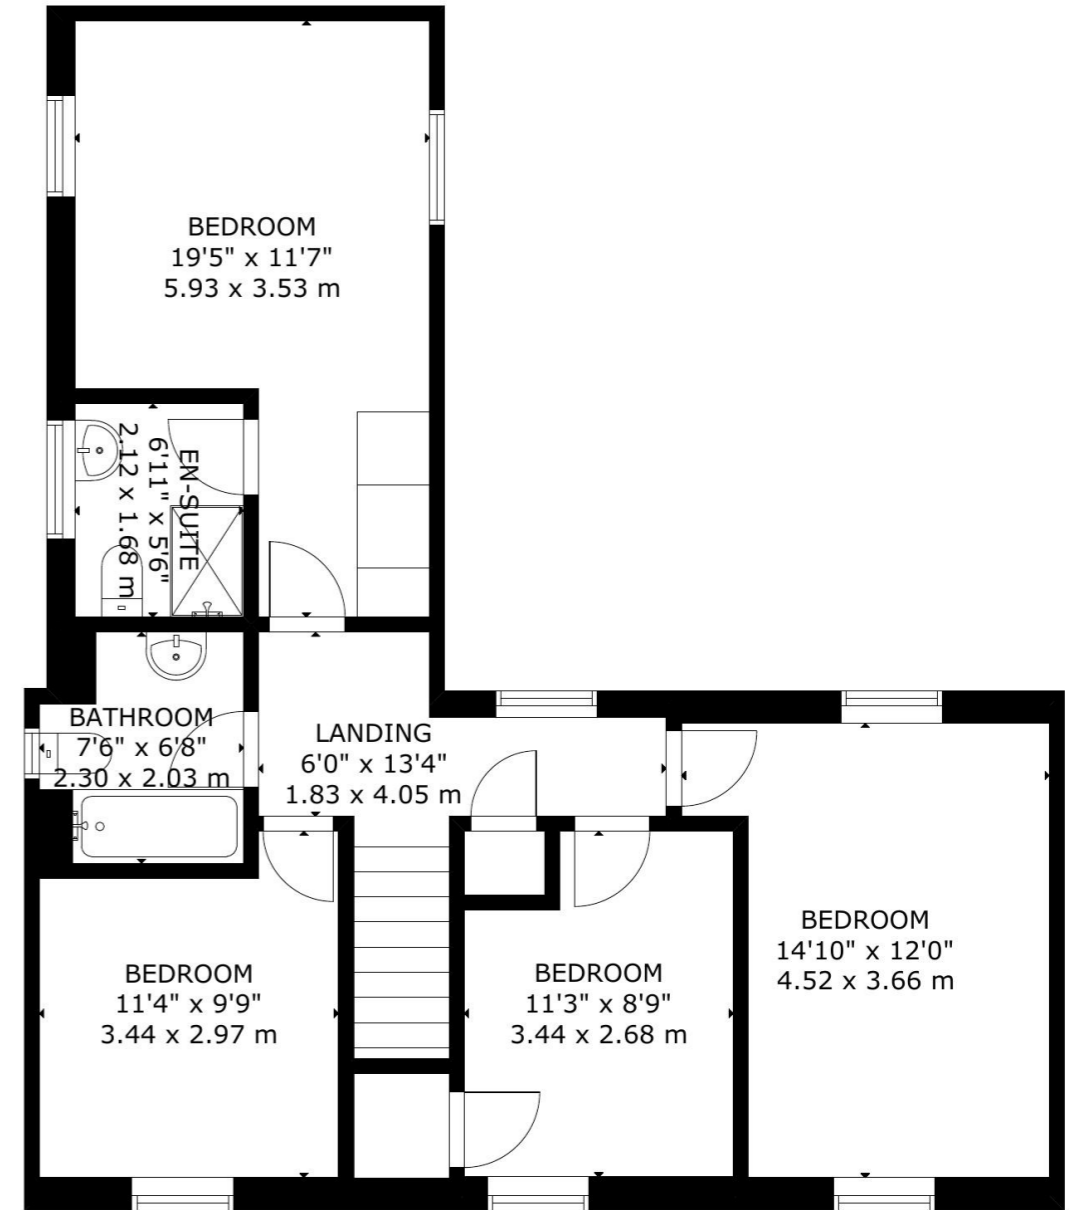 BEDROOM
19'5" x 11'7"
5.93 x 3.53 m
EN-SUITE
6'11" x 5'6"
2.12 x 1.68 m
BATHROOM
7'6" x 6'8"
2.30 x 2.03 m
LANDING
6'0" x 13'4"
1.83 x 4.05 m
BEDROOM
14'10" x 12'0"
4.52 x 3.66 m
BEDROOM
11'4" x 9'9"
3.44 x 2.97 m
BEDROOM
11'3" x 8'9"
3.44 x 2.68 m